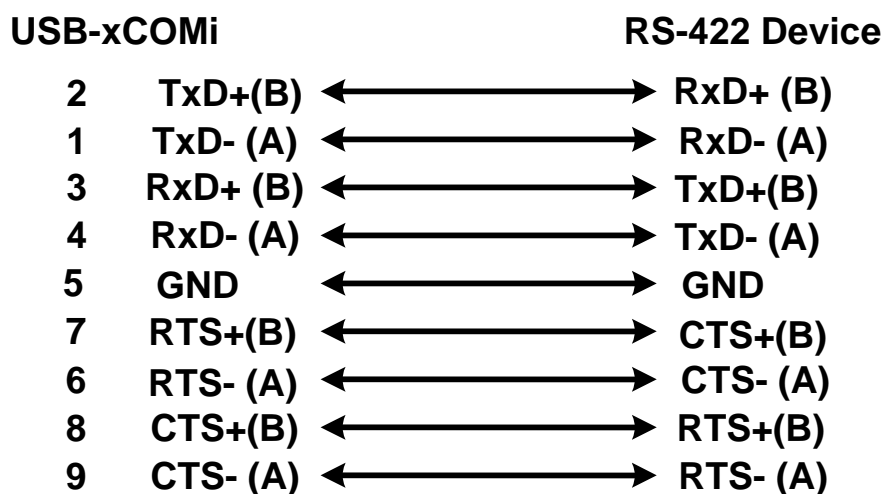 USB-xCOMi RS-422 Device
2 TxD+(B) RxD+ (B)
1 TxD- (A) RxD- (A)
3 RxD+ (B) TxD+(B)
4 RxD- (A) TxD- (A)
5 GND GND
7 RTS+(B) CTS+(B)
6 RTS- (A) CTS- (A)
8 CTS+(B) RTS+(B)
9 CTS- (A) RTS- (A)